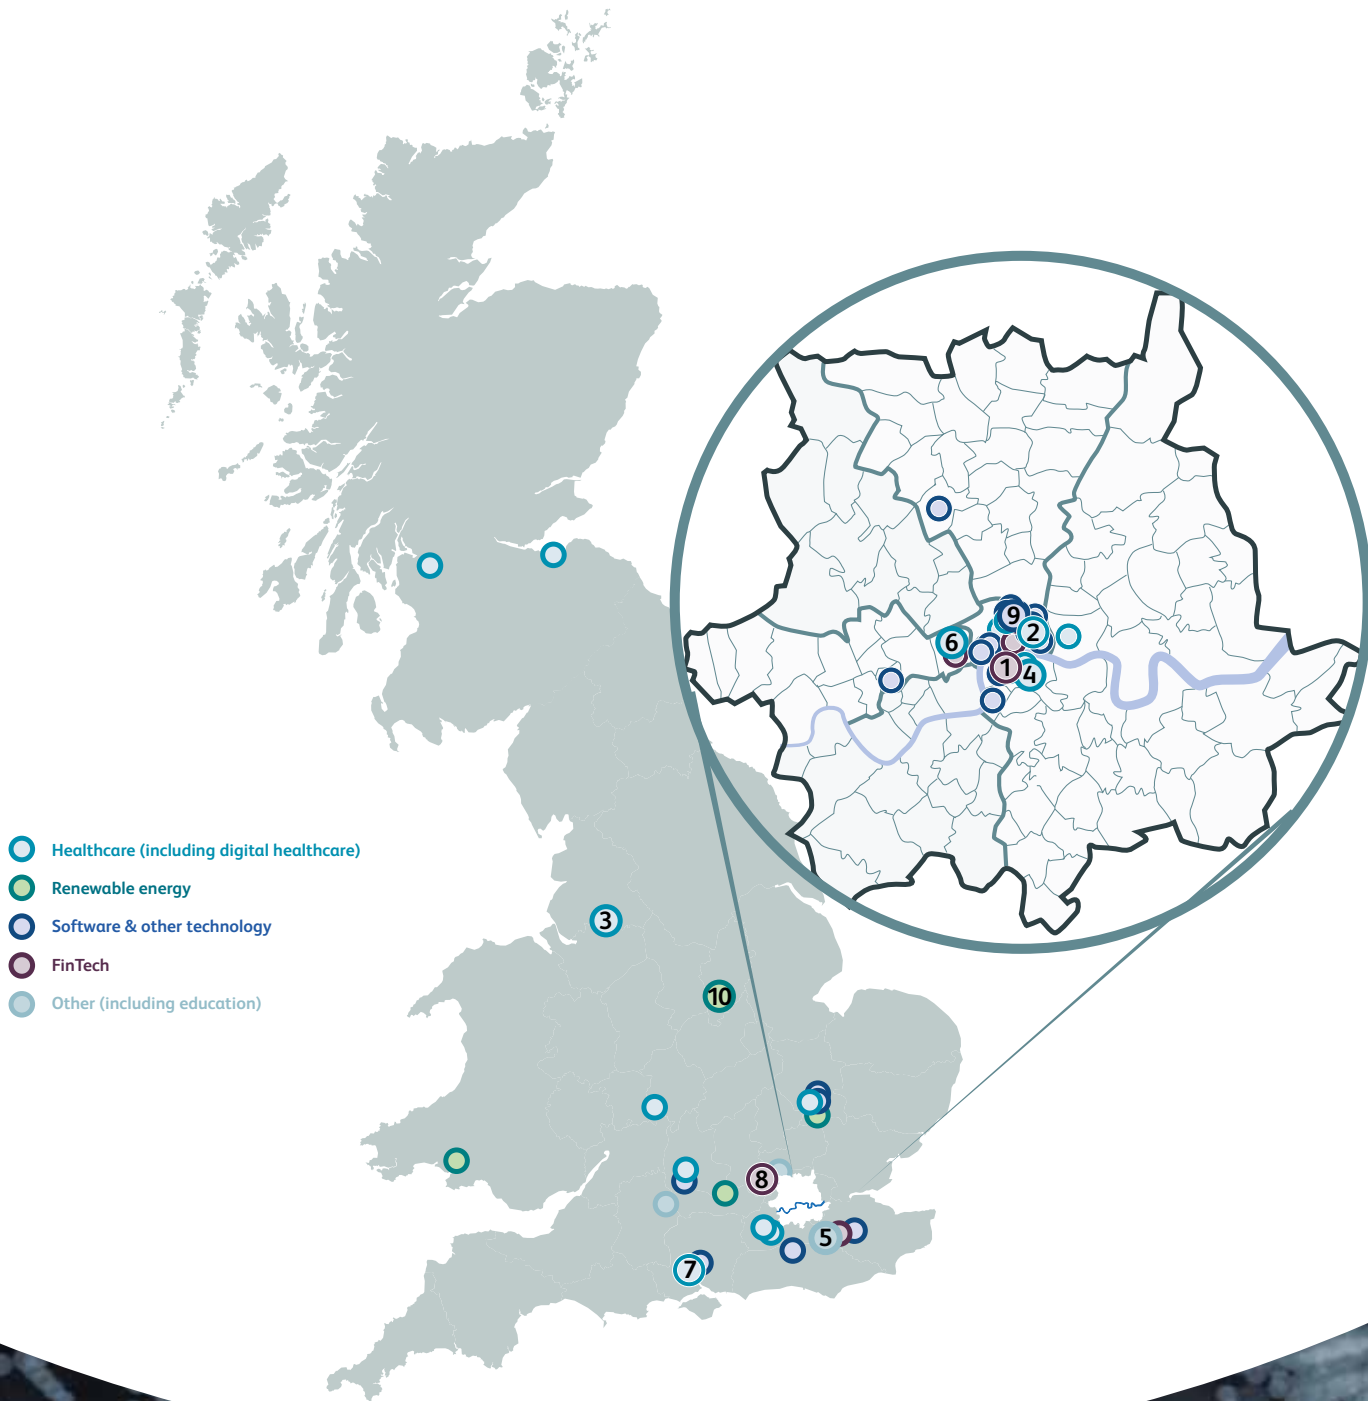 9
2
6
1
4
Healthcare (including digital healthcare)
Renewable energy
Software & other technology
FinTech
Other (including education)
3
10
8
5
7